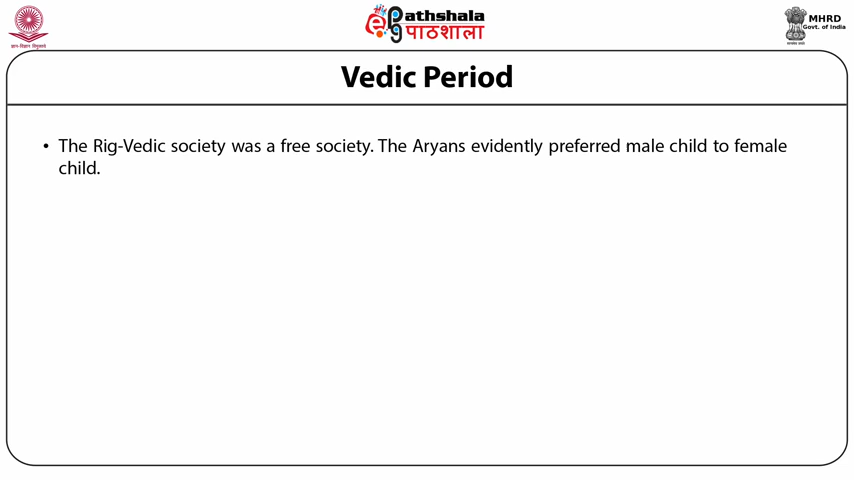 ePathshala
पाठशाला
MHRD
Govt. of India
Vedic Period
• The Rig-Vedic society was a free society. The Aryans evidently preferred male child to female
child.